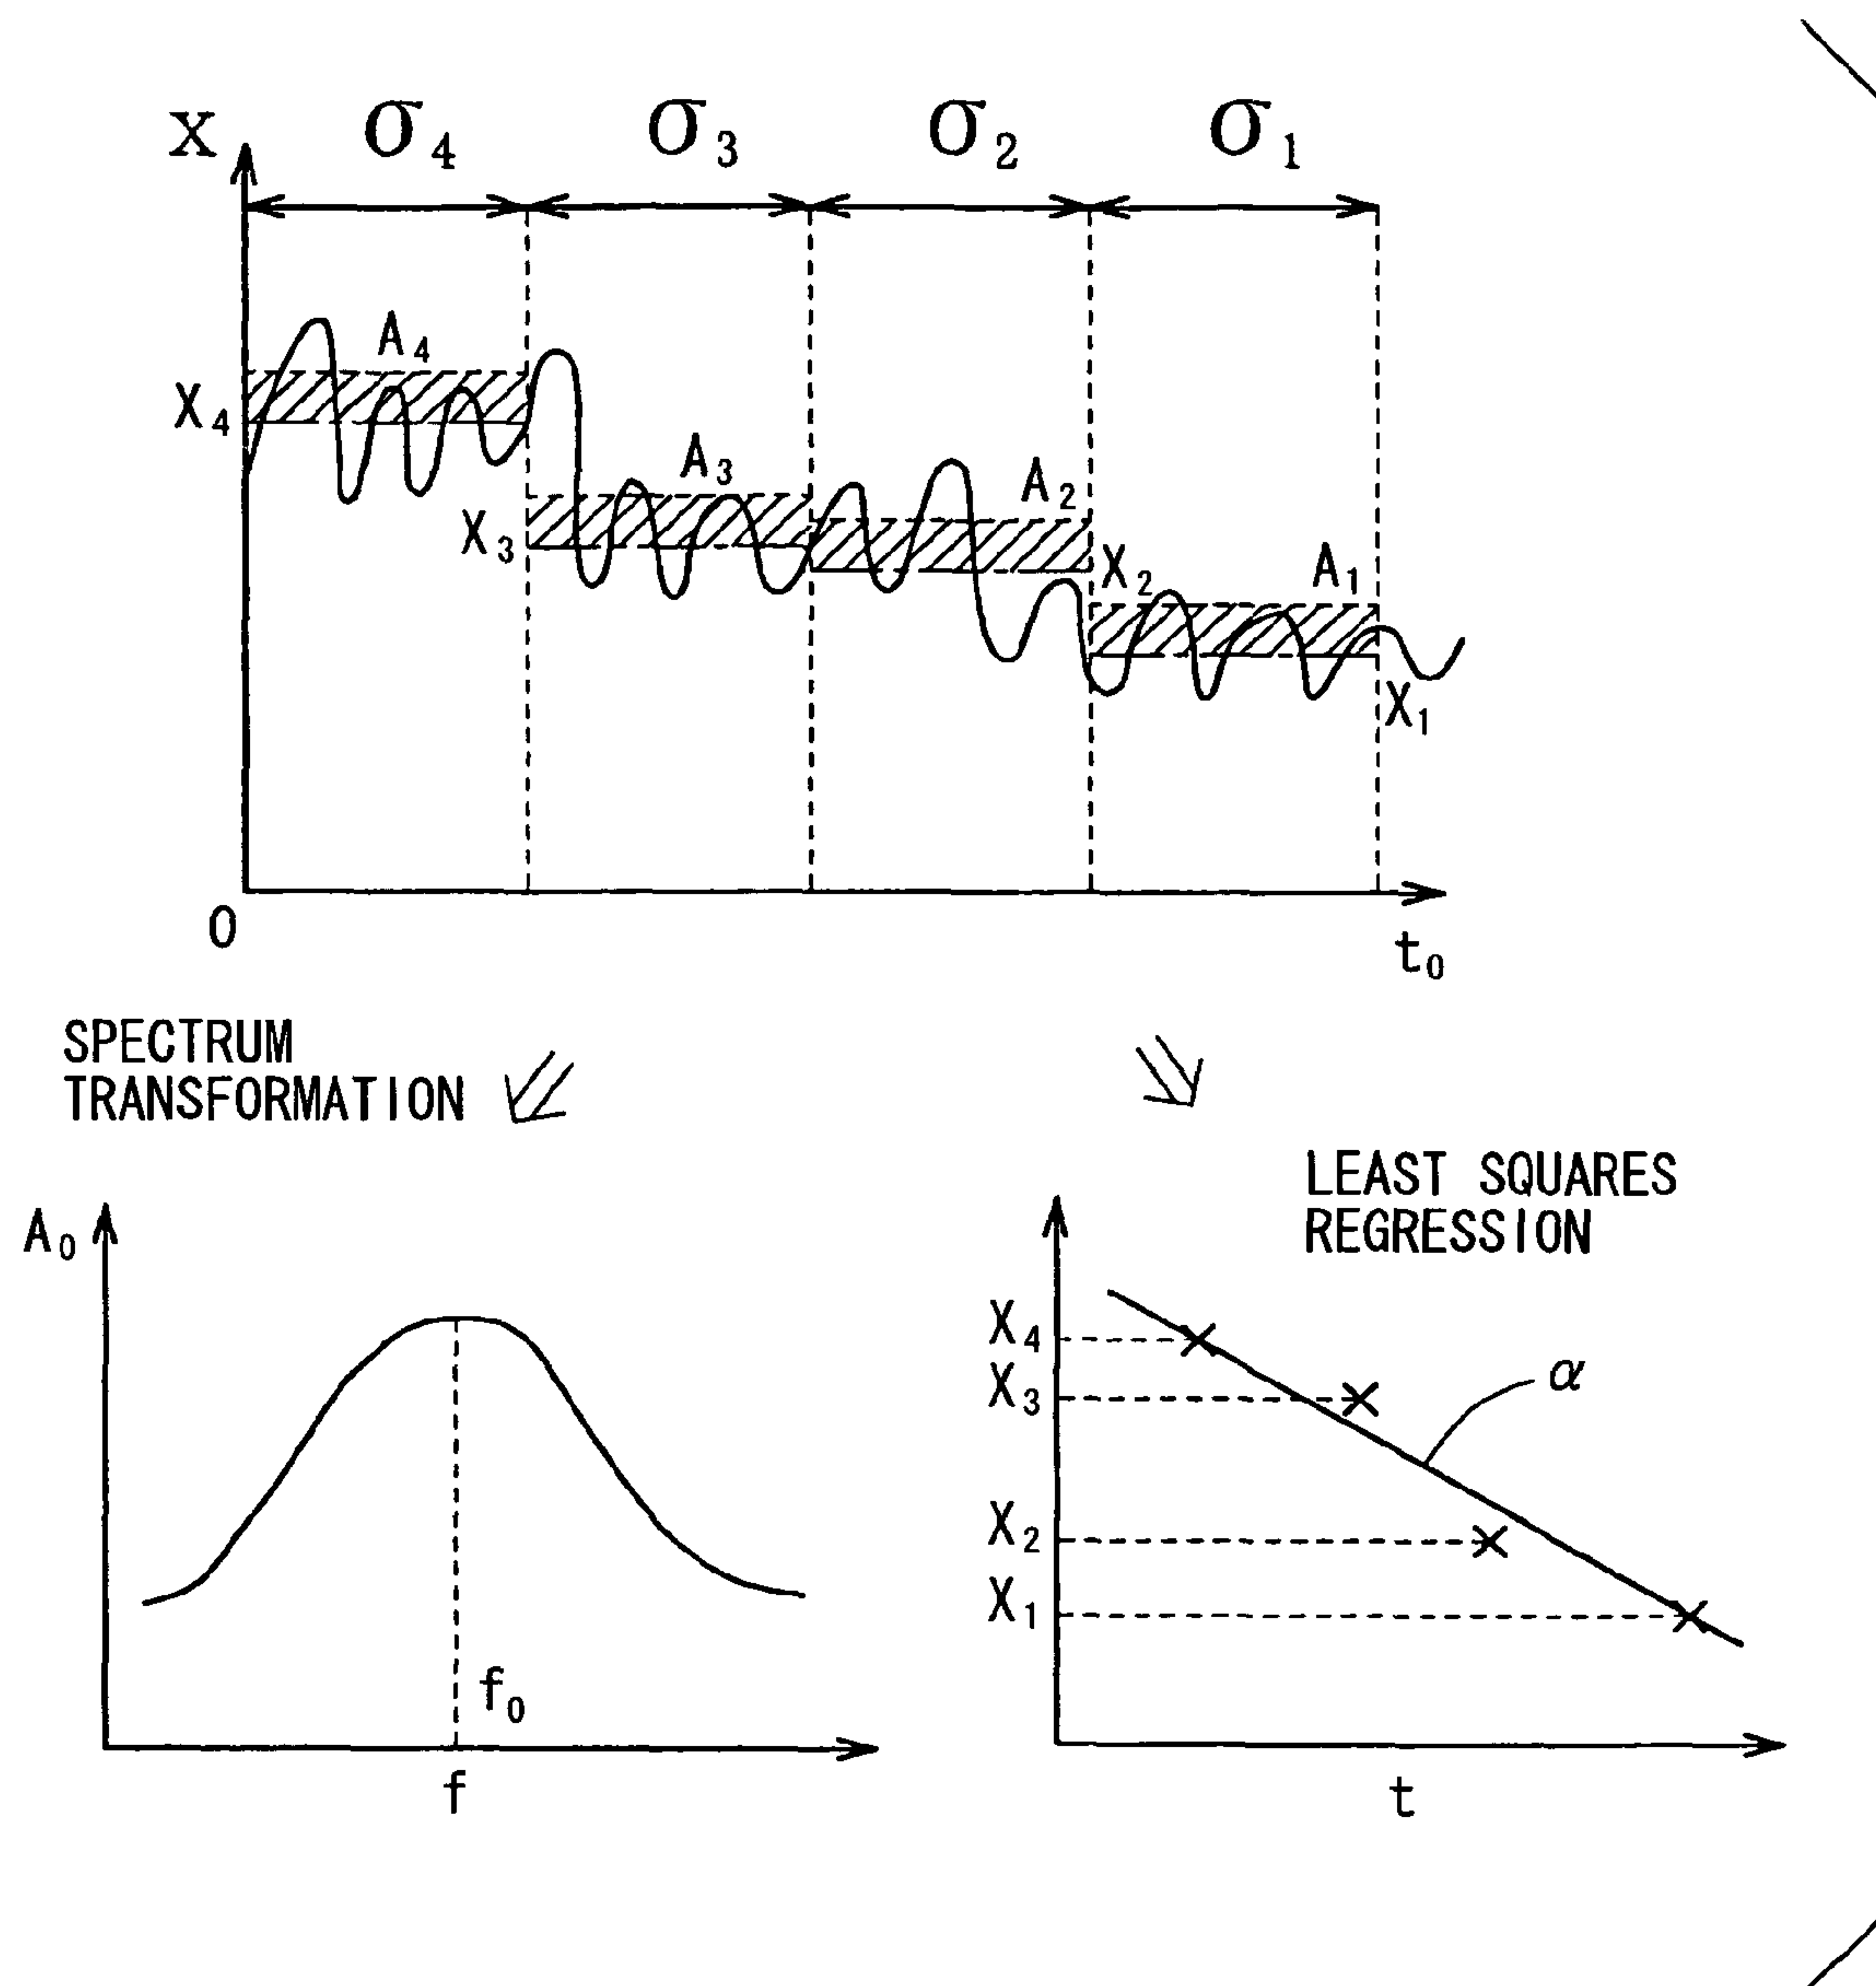 x σ4 σ3 σ2 σ1
A4
X4
A3
X3
A2
X2
A1
X1
0
t0
SPECTRUM
TRANSFORMATION
LEAST SQUARES
REGRESSION
A0
f0
f
X4
X3
α
X2
X1
t